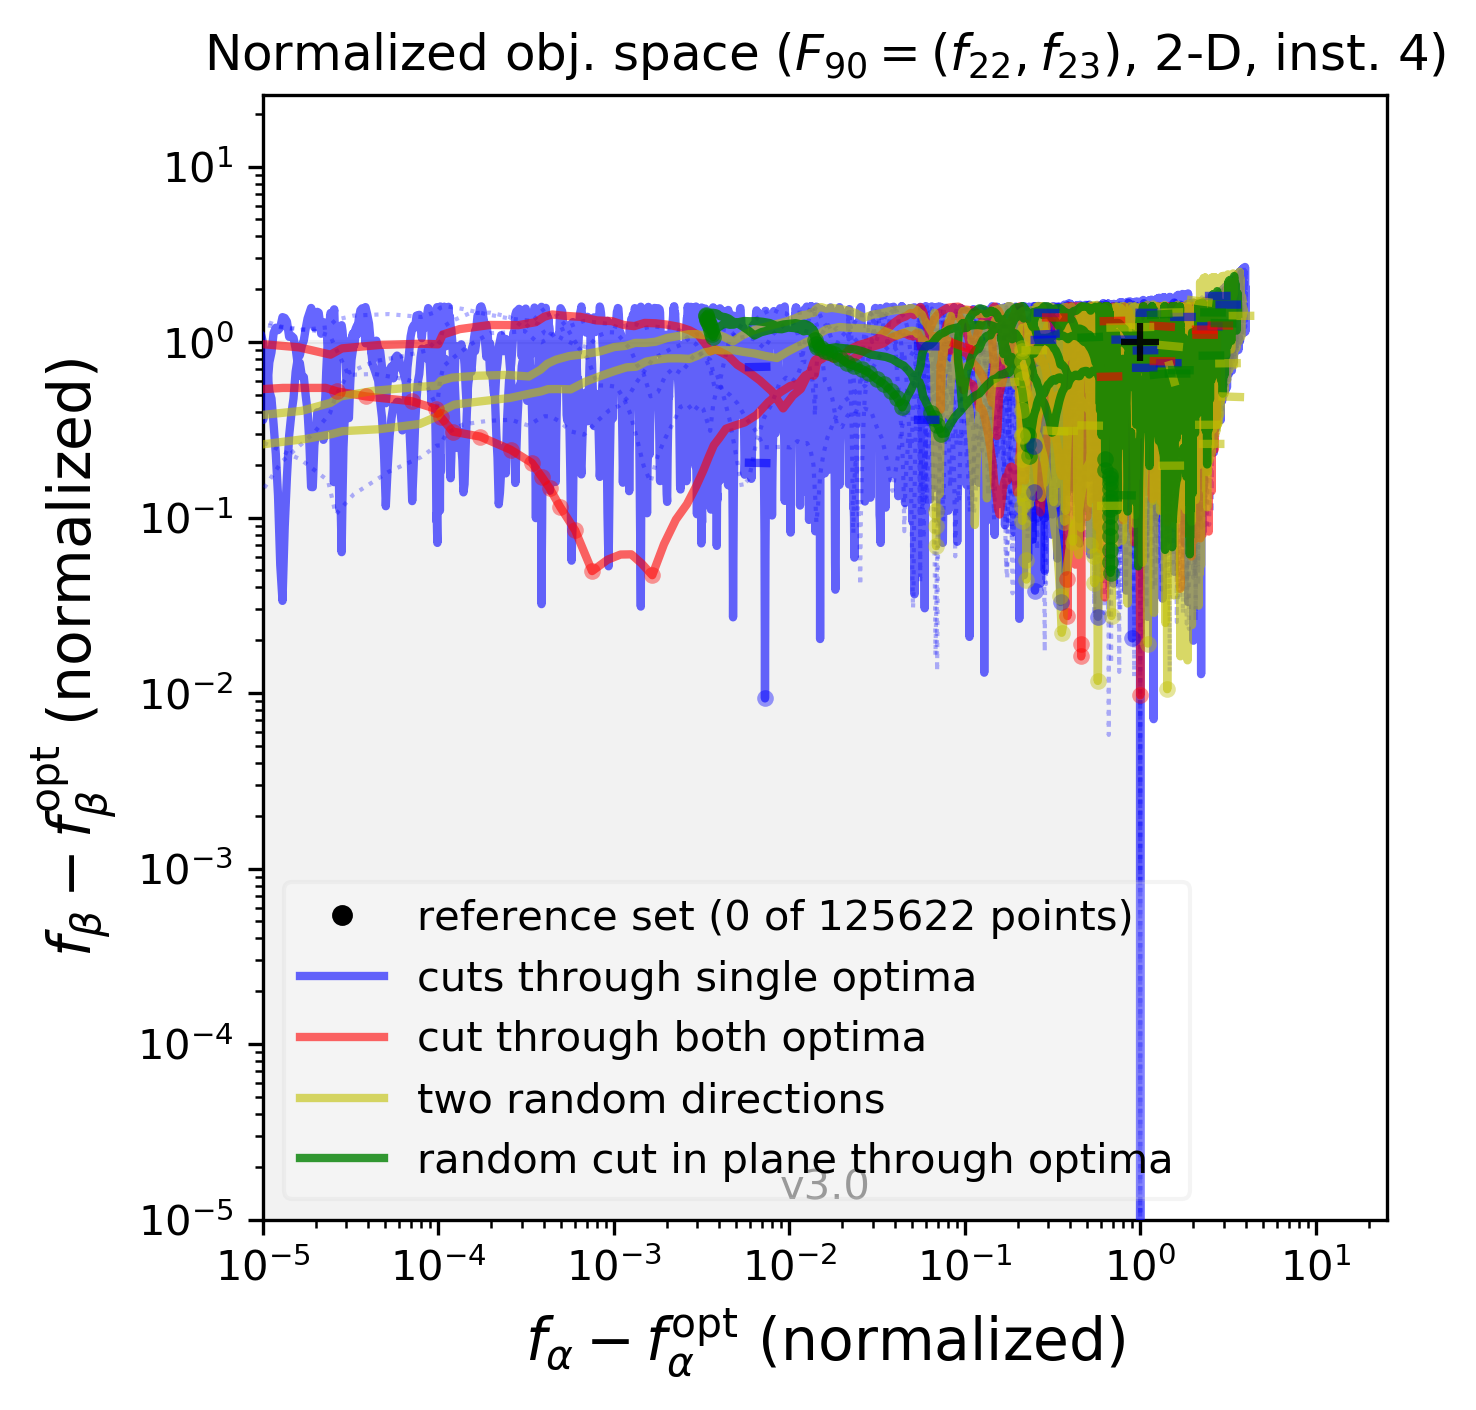 Normalized obj. space (F₉₀ = (f₂₂, f₂₃), 2-D, inst. 4)
f_β − f_β^opt (normalized)
10¹
10⁰
10⁻¹
10⁻²
10⁻³
10⁻⁴
10⁻⁵
reference set (0 of 125622 points)
cuts through single optima
cut through both optima
two random directions
random cut in plane through optima
v3.0
10⁻⁵ 10⁻⁴ 10⁻³ 10⁻² 10⁻¹ 10⁰ 10¹
f_α − f_α^opt (normalized)